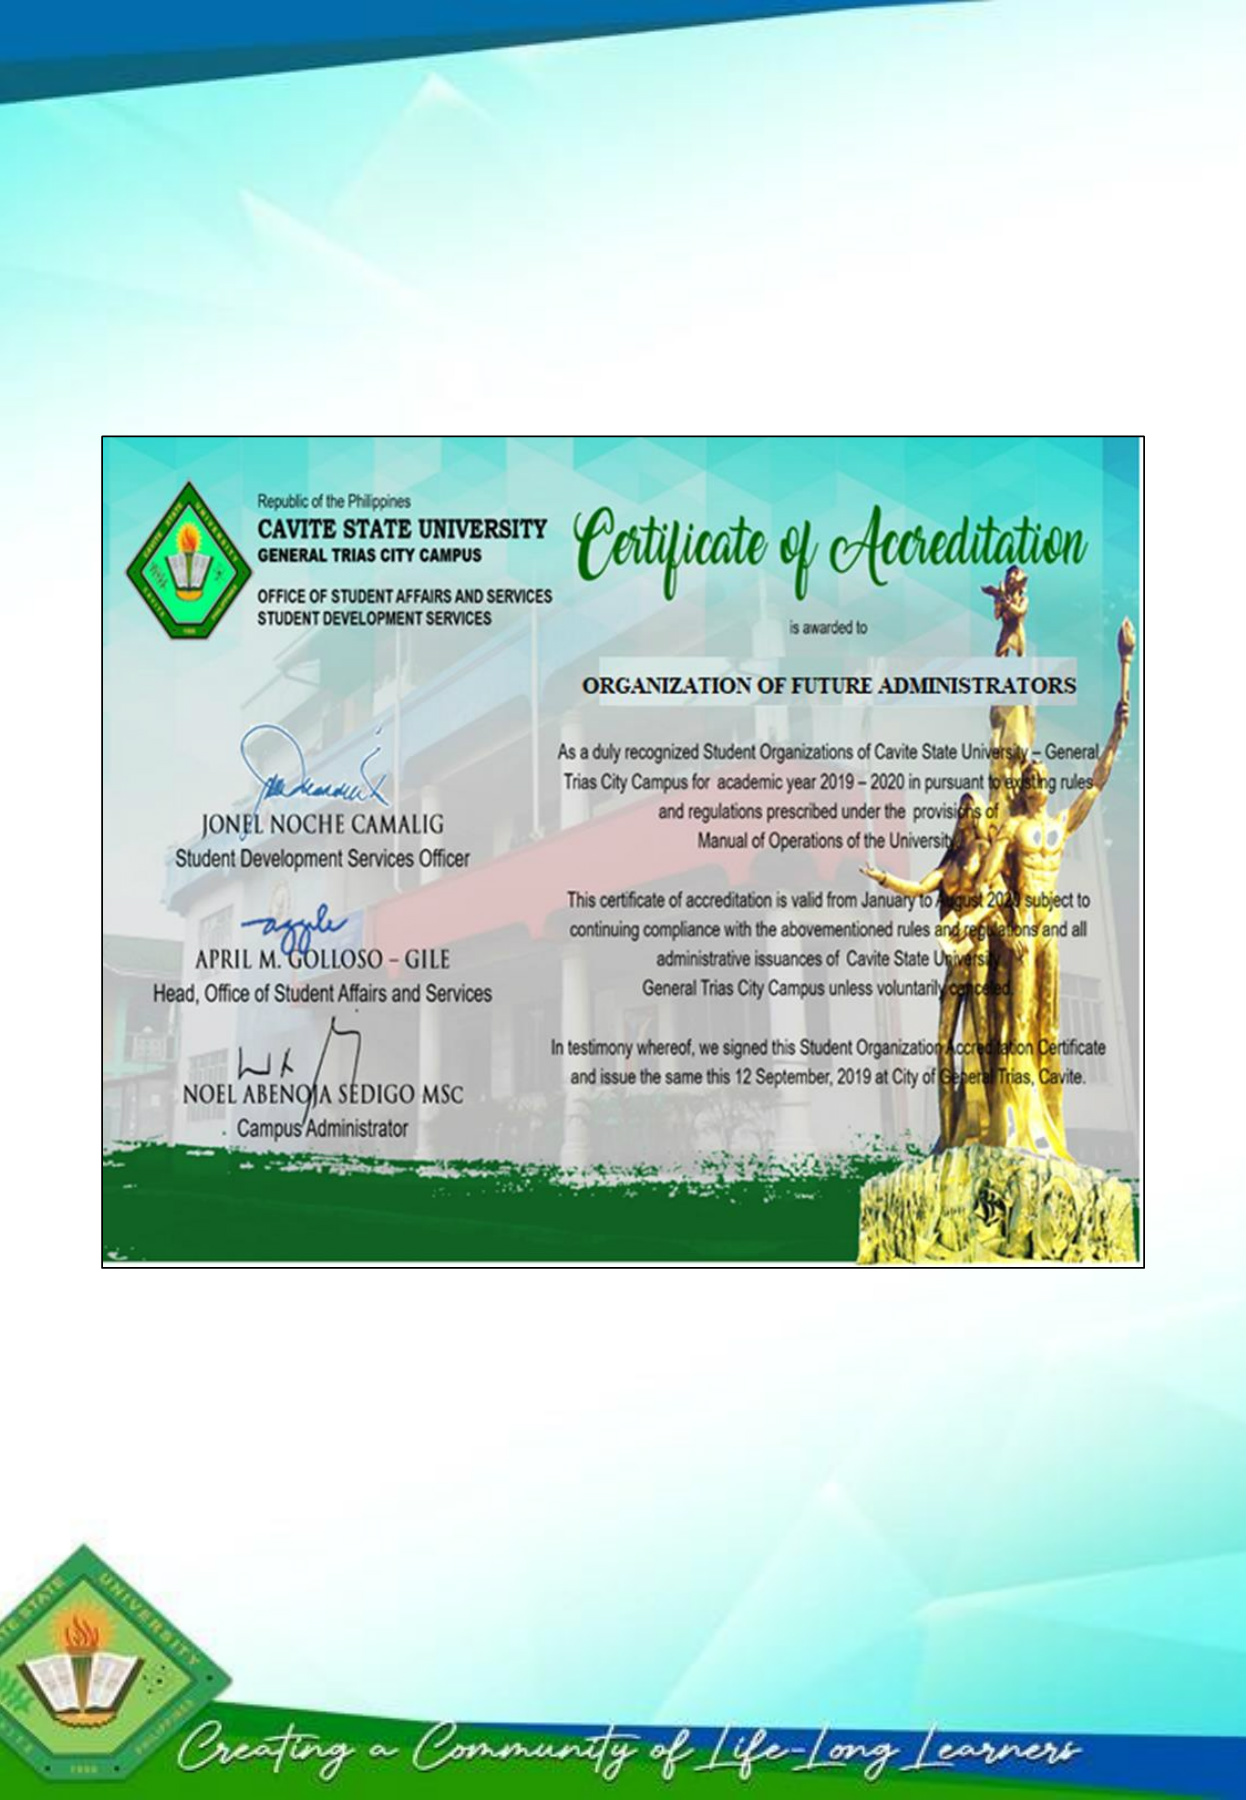 Republic of the Philippines
CAVITE STATE UNIVERSITY
GENERAL TRIAS CITY CAMPUS
OFFICE OF STUDENT AFFAIRS AND SERVICES
STUDENT DEVELOPMENT SERVICES
JONEL NOCHE CAMALIG
Student Development Services Officer
APRIL M. GOLLOSO – GILE
Head, Office of Student Affairs and Services
NOEL ABENOJA SEDIGO MSC
Campus Administrator
Certificate of Accreditation
is awarded to
ORGANIZATION OF FUTURE ADMINISTRATORS
As a duly recognized Student Organizations of Cavite State University – General
Trias City Campus for academic year 2019 – 2020 in pursuant to existing rules
and regulations prescribed under the provisions of
Manual of Operations of the University
This certificate of accreditation is valid from January to August 2020 subject to
continuing compliance with the abovementioned rules and regulations and all
administrative issuances of Cavite State University
General Trias City Campus unless voluntarily canceled.
In testimony whereof, we signed this Student Organization Accreditation Certificate
and issue the same this 12 September, 2019 at City of General Trias, Cavite.
UNIVERSITY
Creating a Community of Life-Long Learners